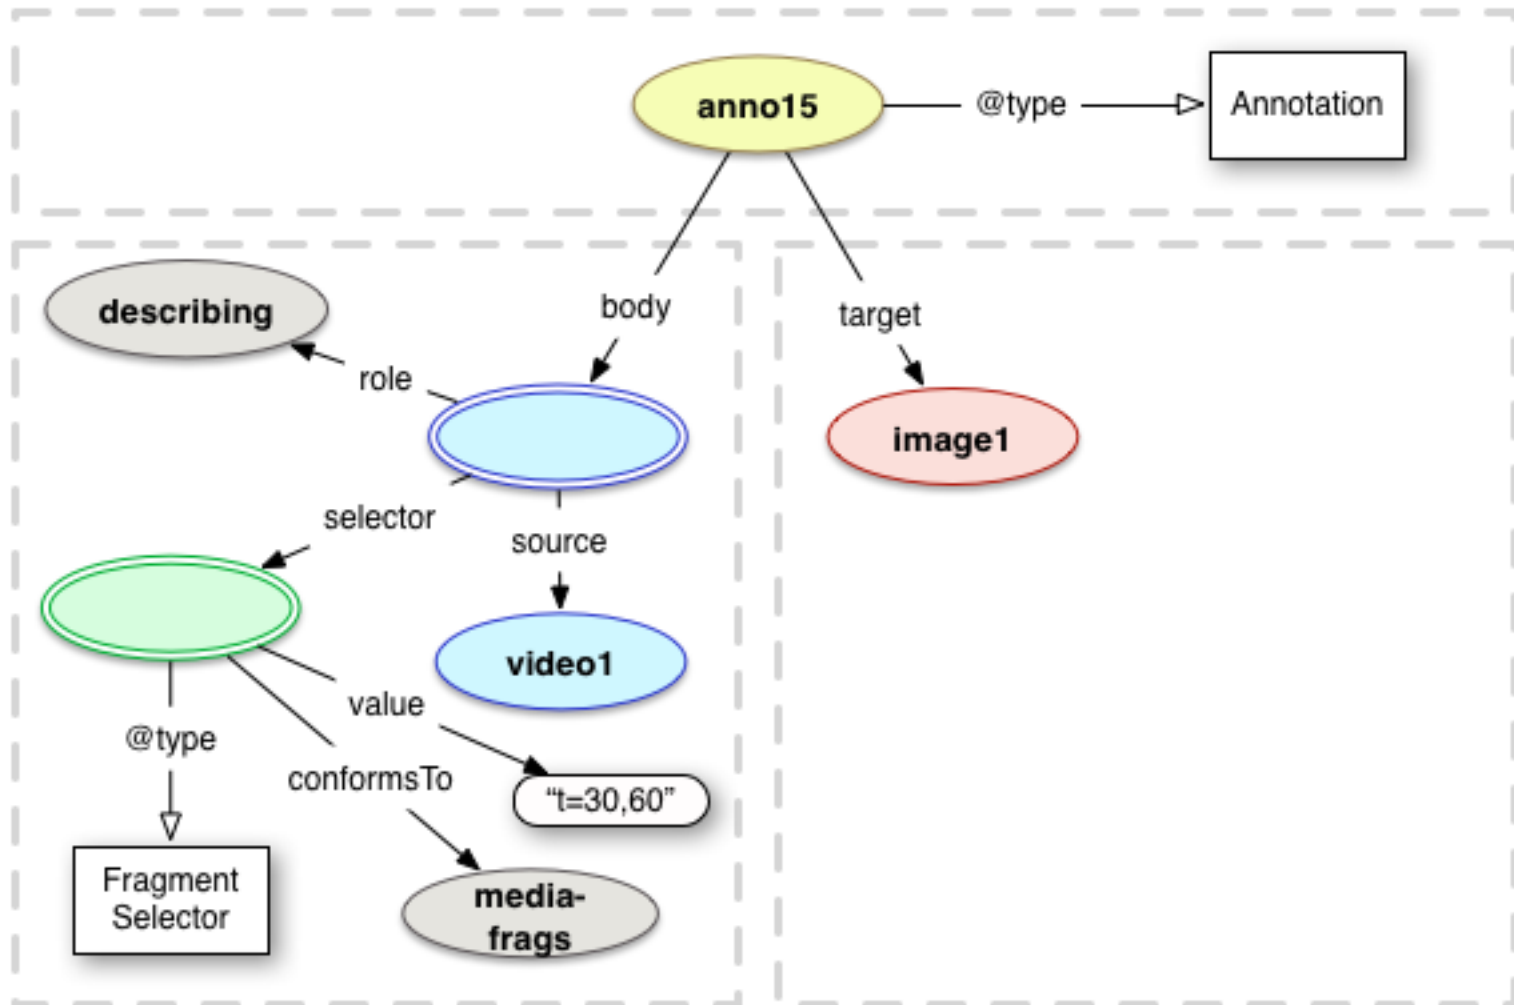 anno15
@type
Annotation
body
target
describing
role
image1
selector
source
video1
value
@type
conformsTo
“t=30,60”
Fragment
Selector
media-
frags